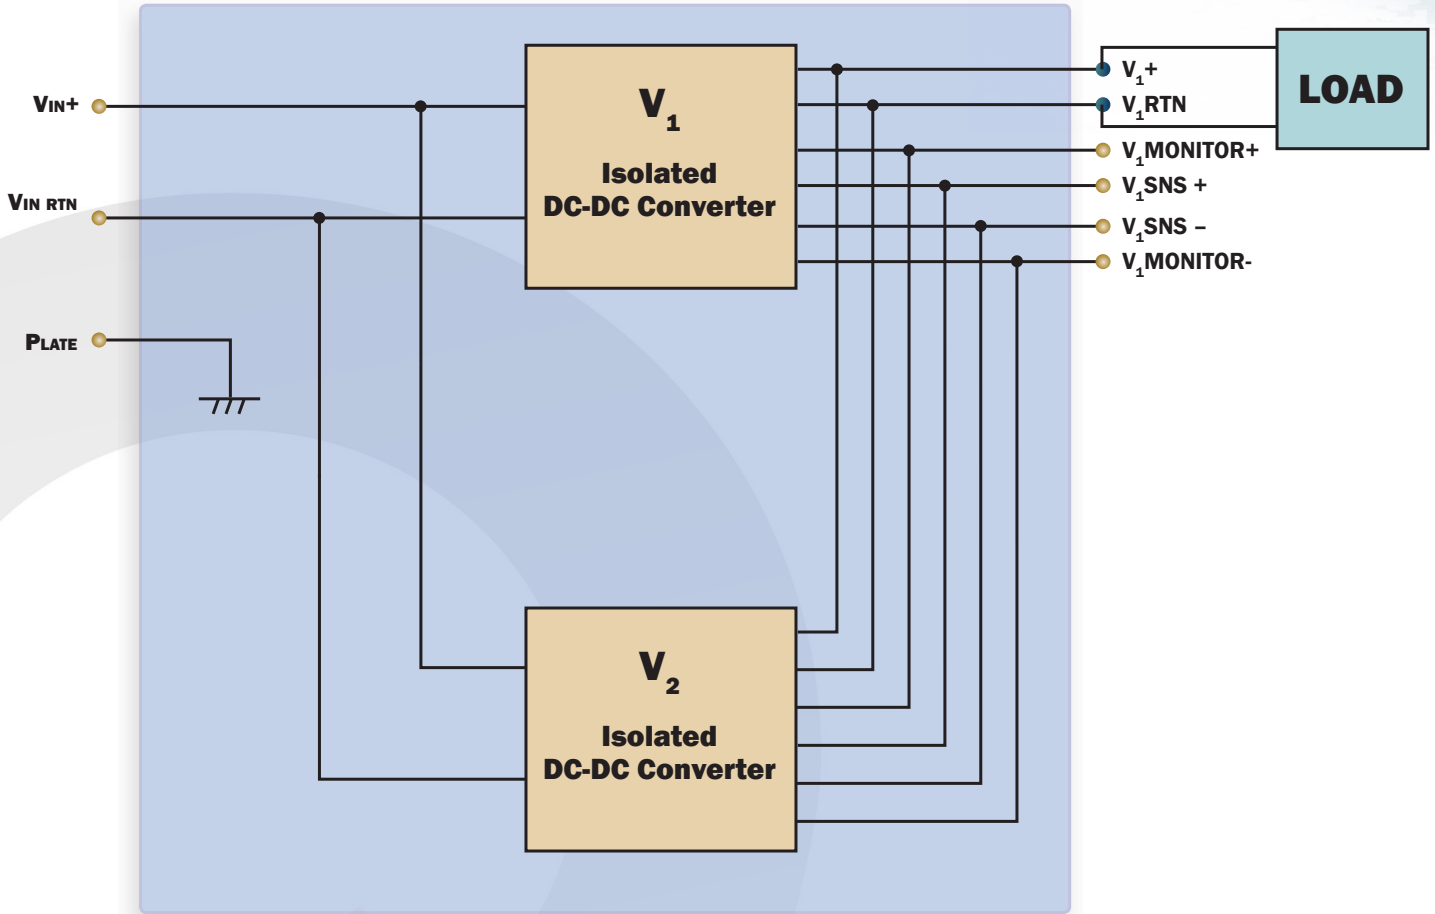 VIN+
VIN RTN
PLATE
V1
Isolated
DC-DC Converter
V1+
V1RTN
V1MONITOR+
V1SNS +
V1SNS –
V1MONITOR-
LOAD
V2
Isolated
DC-DC Converter